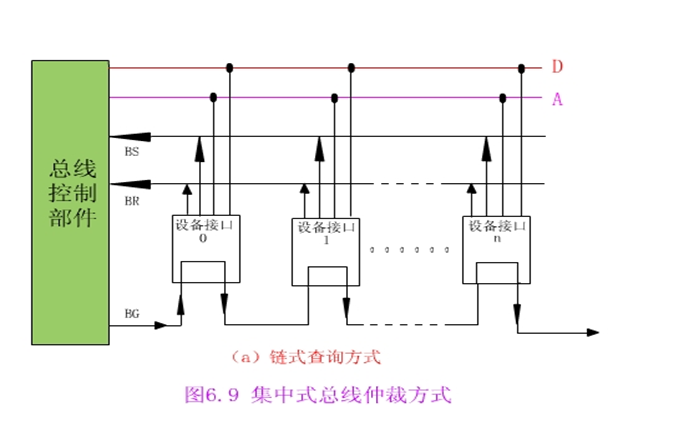 D
A
总线
控制
部件
BS
BR
设备接口
0
设备接口
1
设备接口
n
BG
（a）链式查询方式
图6.9 集中式总线仲裁方式